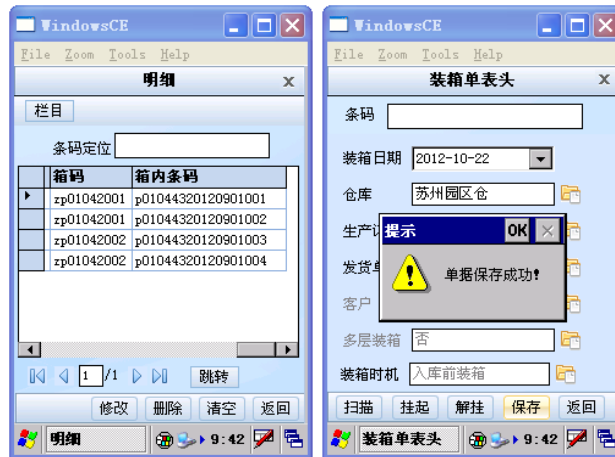 WindowsCE
File Zoom Tools Help
明细
栏目
条码定位
箱码 箱内条码
zp01042001 p01044320120901001
zp01042001 p01044320120901002
zp01042002 p01044320120901003
zp01042002 p01044320120901004
1 /1 跳转
修改 删除 清空 返回
明细 9:42
WindowsCE
File Zoom Tools Help
装箱单表头
条码
装箱日期 2012-10-22
仓库 苏州园区仓
生产
提示 OK
发货
单据保存成功!
客户
多层装箱 否
装箱时机 入库前装箱
扫描 挂起 解挂 保存 返回
装箱单表头 9:42